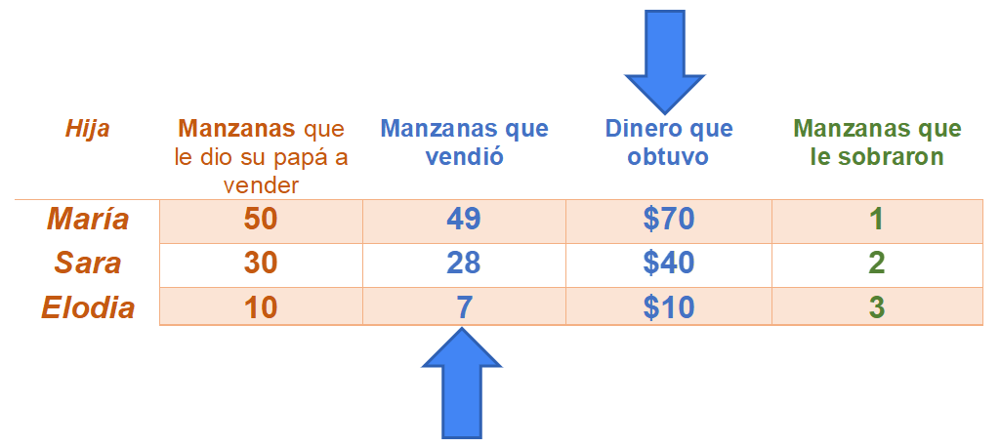 Hija Manzanas que le dio su papá a vender Manzanas que vendió Dinero que obtuvo Manzanas que le sobraron
María 50 49 $70 1
Sara 30 28 $40 2
Elodia 10 7 $10 3